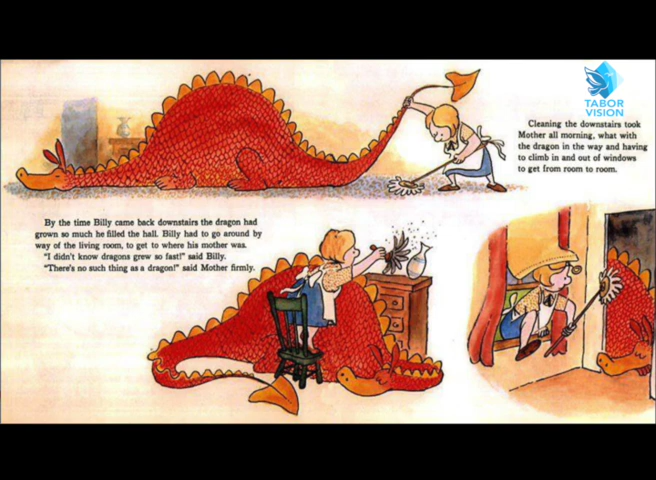 TABOR
VISION
Cleaning the downstairs took
Mother all morning, what with
the dragon in the way and having
to climb in and out of windows
to get from room to room.
By the time Billy came back downstairs the dragon had
grown so much he filled the hall. Billy had to go around by
way of the living room, to get to where his mother was.
"I didn't know dragons grew so fast!" said Billy.
"There's no such thing as a dragon!" said Mother firmly.